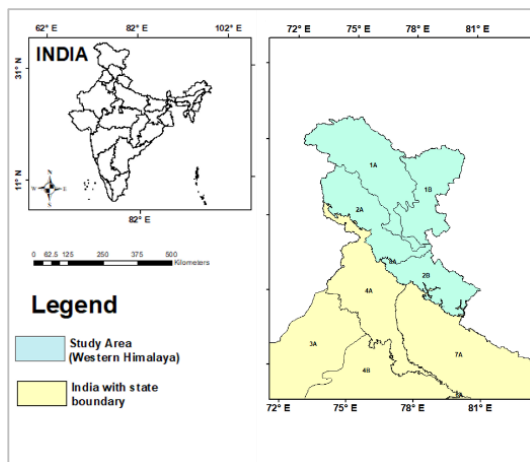 62° E 82° E 102° E
INDIA
31° N
11° N
N
W E
S
82° E
0 62.5 125 250 375 500
Kilometers
Legend
Study Area
(Western Himalaya)
India with state
boundary
72° E 75° E 78° E 81° E
1A
1B
2A
2B
4A
3A
7A
4B
72° E 75° E 78° E 81° E